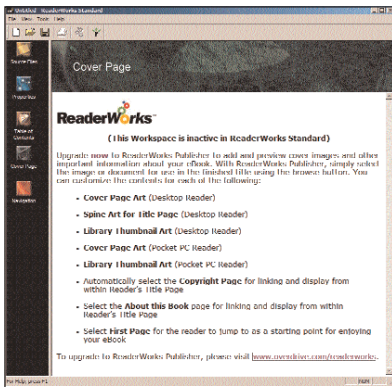 Untitled - ReaderWorks Standard
File View Tools Help
Source Files
Properties
Table of
Contents
Cover Page
Navigation
Cover Page
ReaderWorks
(This Workspace is inactive in ReaderWorks Standard)
Upgrade now to ReaderWorks Publisher to add and preview cover images and other
important information about your eBook. With ReaderWorks Publisher, simply select
the image or document for use in the finished title using the browse button. You
can customize the contents for each of the following:
• Cover Page Art (Desktop Reader)
• Spine Art for Title Page (Desktop Reader)
• Library Thumbnail Art (Desktop Reader)
• Cover Page Art (Pocket PC Reader)
• Library Thumbnail Art (Pocket PC Reader)
• Automatically select the Copyright Page for linking and display from
within Reader's Title Page
• Select the About this Book page for linking and display from within
Reader's Title Page
• Select First Page for the reader to jump to as a starting point for enjoying
your eBook
To upgrade to ReaderWorks Publisher, please visit www.overdrive.com/readerworks.
For Help, press F1
NUM